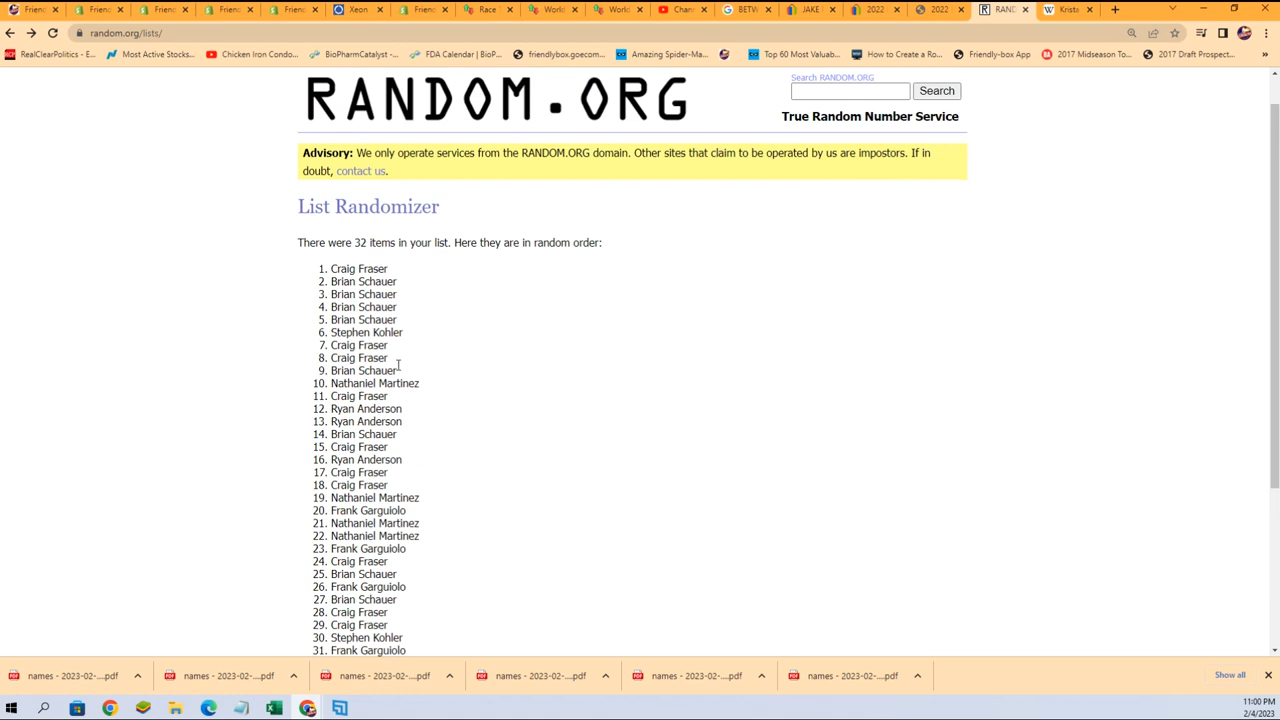 Friend
Friend
Friend
Friend
Xeon
Friend
Race
World
World
Chan
BETW
JAKE
2022
2022
RAND
Krista
random.org/lists/
RealClearPolitics - E...
Most Active Stocks...
Chicken Iron Condo...
BioPharmCatalyst -...
FDA Calendar | BioP...
friendlybox.goecom...
Amazing Spider-Ma...
Top 60 Most Valuab...
How to Create a Ro...
Friendly-box App
2017 Midseason To...
2017 Draft Prospect...
RANDOM.ORG
Search RANDOM.ORG
Search
True Random Number Service
Advisory: We only operate services from the RANDOM.ORG domain. Other sites that claim to be operated by us are impostors. If in
doubt, contact us.
List Randomizer
There were 32 items in your list. Here they are in random order:
1. Craig Fraser
2. Brian Schauer
3. Brian Schauer
4. Brian Schauer
5. Brian Schauer
6. Stephen Kohler
7. Craig Fraser
8. Craig Fraser
9. Brian Schauer
10. Nathaniel Martinez
11. Craig Fraser
12. Ryan Anderson
13. Ryan Anderson
14. Brian Schauer
15. Craig Fraser
16. Ryan Anderson
17. Craig Fraser
18. Craig Fraser
19. Nathaniel Martinez
20. Frank Garguiolo
21. Nathaniel Martinez
22. Nathaniel Martinez
23. Frank Garguiolo
24. Craig Fraser
25. Brian Schauer
26. Frank Garguiolo
27. Brian Schauer
28. Craig Fraser
29. Craig Fraser
30. Stephen Kohler
31. Frank Garguiolo
names - 2023-02-....pdf
names - 2023-02-....pdf
names - 2023-02-....pdf
names - 2023-02-....pdf
names - 2023-02-....pdf
names - 2023-02-....pdf
Show all
11:00 PM
2/4/2023